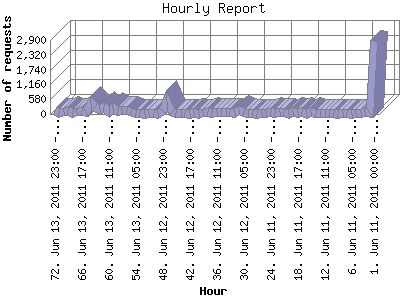 Hourly Report
Number of requests
2,900
2,320
1,740
1,160
580
0
72. Jun 13, 2011 23:00 -...
66. Jun 13, 2011 17:00 -...
60. Jun 13, 2011 11:00 -...
54. Jun 13, 2011 05:00 -...
48. Jun 12, 2011 23:00 -...
42. Jun 12, 2011 17:00 -...
36. Jun 12, 2011 11:00 -...
30. Jun 12, 2011 05:00 -...
24. Jun 11, 2011 23:00 -...
18. Jun 11, 2011 17:00 -...
12. Jun 11, 2011 11:00 -...
6. Jun 11, 2011 05:00 -...
1. Jun 11, 2011 00:00 -...
Hour